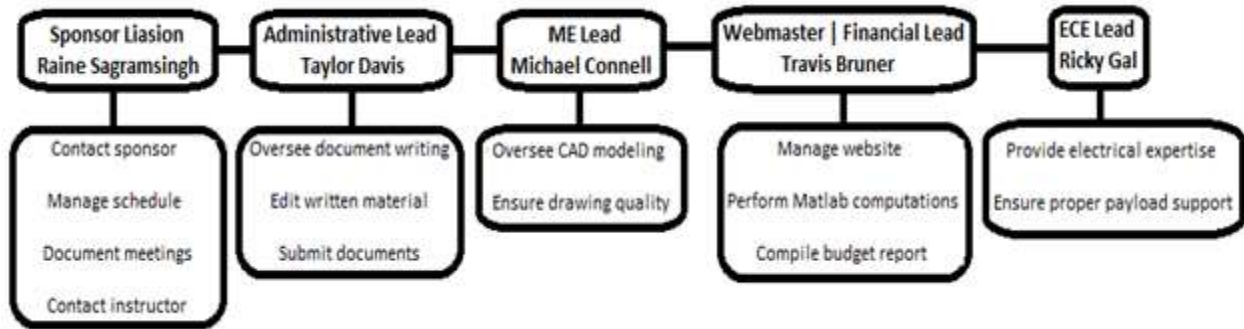 Sponsor Liasion
Raine Sagramsingh
Administrative Lead
Taylor Davis
ME Lead
Michael Connell
Webmaster | Financial Lead
Travis Bruner
ECE Lead
Ricky Gal
Contact sponsor
Manage schedule
Document meetings
Contact instructor
Oversee document writing
Edit written material
Submit documents
Oversee CAD modeling
Ensure drawing quality
Manage website
Perform Matlab computations
Compile budget report
Provide electrical expertise
Ensure proper payload support